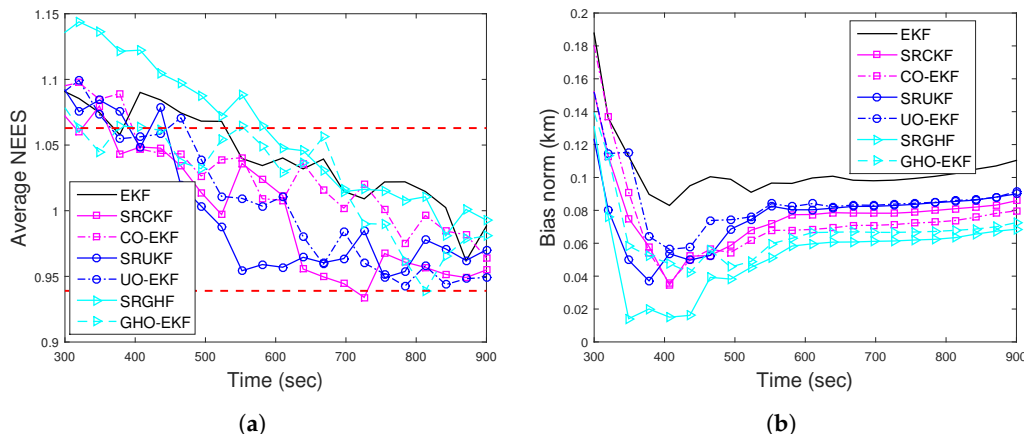 1.15
1.1
1.05
1
0.95
0.9
Average NEES
EKF
SRCKF
CO-EKF
SRUKF
UO-EKF
SRGHF
GHO-EKF
300 400 500 600 700 800 900
Time (sec)
(a)
0.2
0.18
0.16
0.14
0.12
0.1
0.08
0.06
0.04
0.02
0
Bias norm (km)
EKF
SRCKF
CO-EKF
SRUKF
UO-EKF
SRGHF
GHO-EKF
300 400 500 600 700 800 900
Time (sec)
(b)